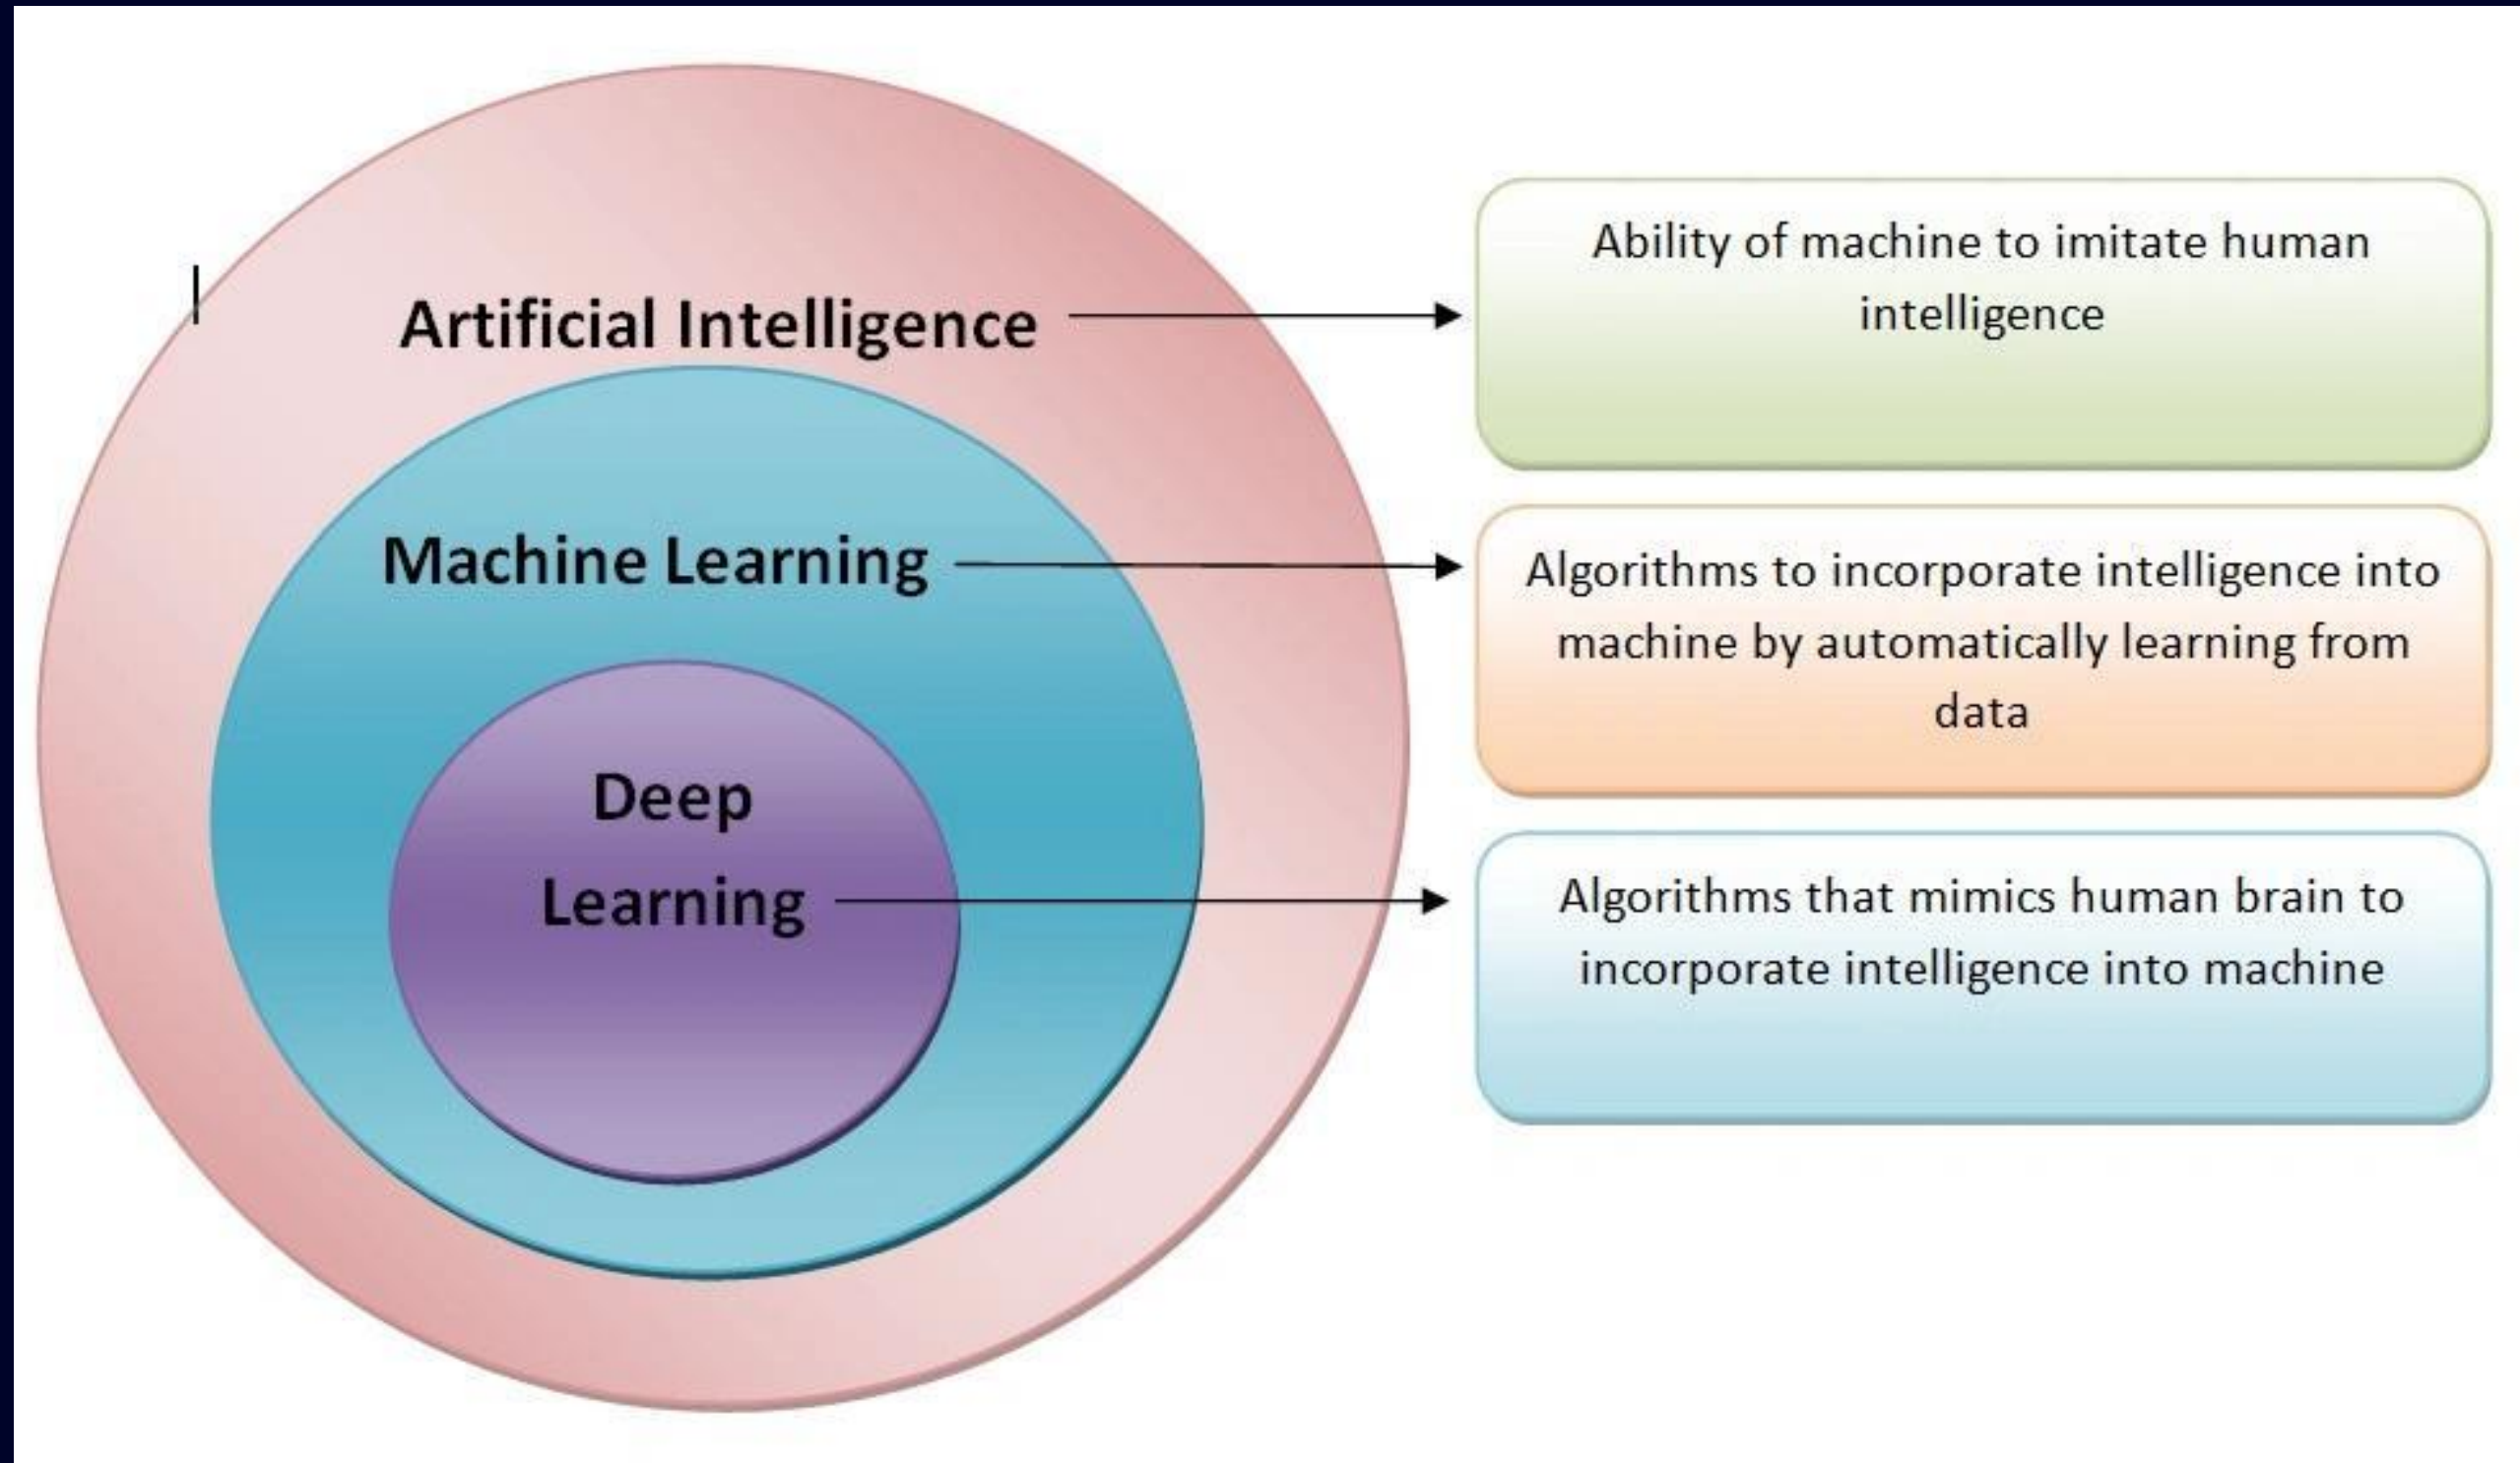 Artificial Intelligence
Machine Learning
Deep
Learning
Ability of machine to imitate human
intelligence
Algorithms to incorporate intelligence into
machine by automatically learning from
data
Algorithms that mimics human brain to
incorporate intelligence into machine